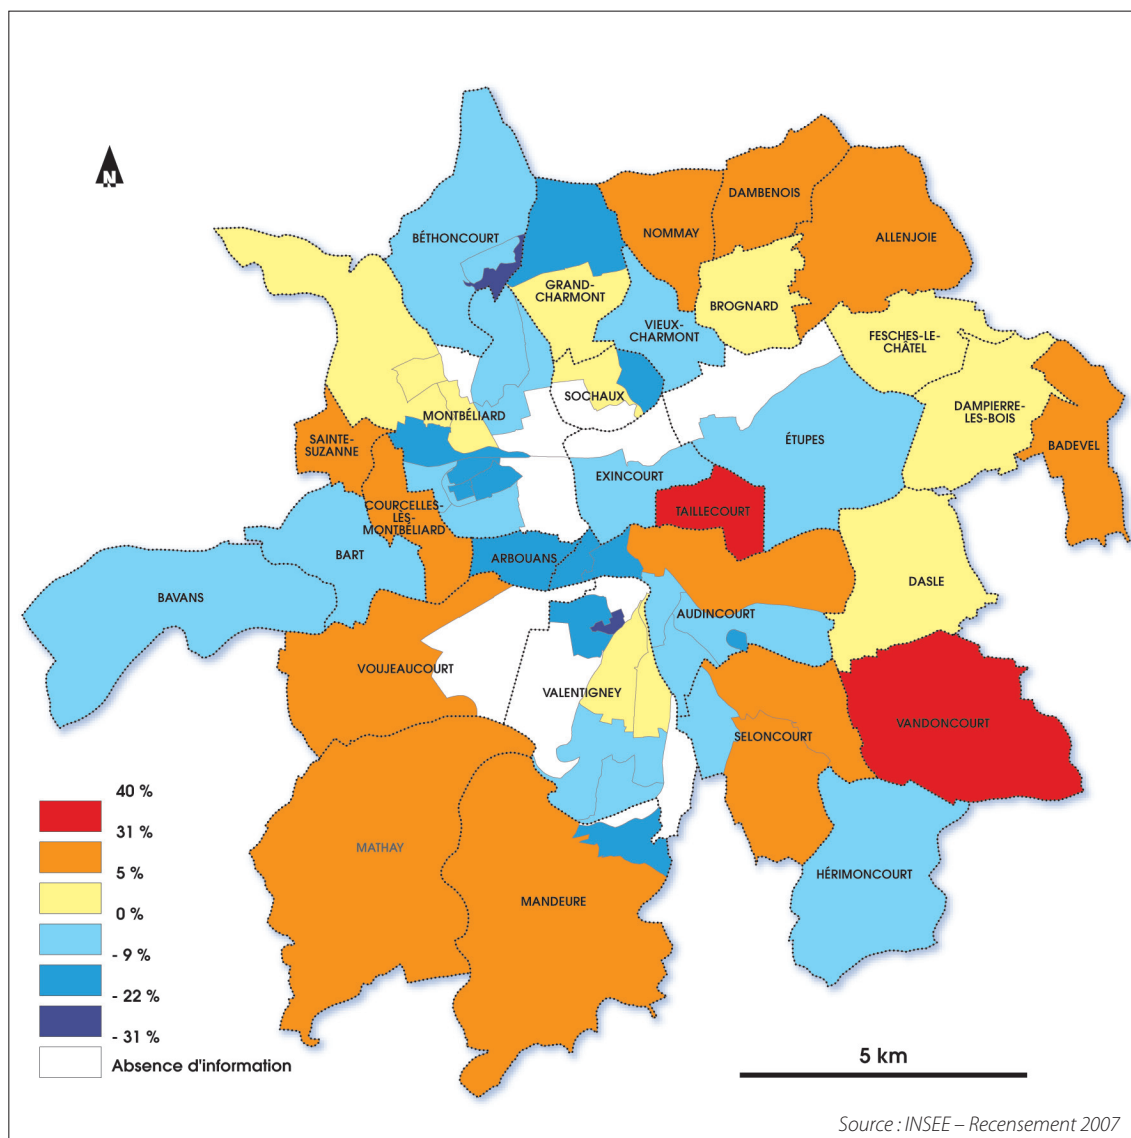 N
DAMBENOIS
BÉTHONCOURT
NOMMAY
ALLENJOIE
GRAND-
CHARMONT
BROGNARD
VIEUX-
CHARMONT
FESCHES-LE-
CHÂTEL
SOCHAUX
MONTBÉLIARD
DAMPIERRE-
LES-BOIS
SAINTE-
SUZANNE
ÉTUPES
BADEVEL
EXINCOURT
COURCELLES-
LÈS-
MONTBÉLIARD
TAILLECOURT
BART
ARBOUANS
DASLE
BAVANS
AUDINCOURT
VOUJEAUCOURT
VALENTIGNEY
VANDONCOURT
SELONCOURT
MATHAY
HÉRIMONCOURT
MANDEURE
40 %
31 %
5 %
0 %
- 9 %
- 22 %
- 31 %
Absence d'information
5 km
Source : INSEE – Recensement 2007